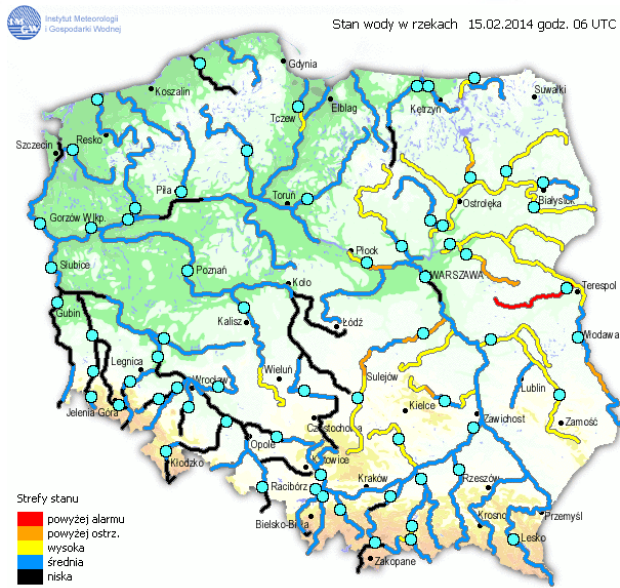 Instytut Meteorologii
i Gospodarki Wodnej
Stan wody w rzekach 15.02.2014 godz. 06 UTC
Gdynia
Koszalin
Elbląg
Suwałki
Tczew
Kętrzyn
Resko
Szczecin
Piła
Toruń
Ostrołęka
Białystok
Gorzów Wlkp.
Płock
Słubice
Poznań
Koło
WARSZAWA
Terespol
Gubin
Kalisz
Łódź
Włodawa
Legnica
Wieluń
Sulejów
Wrocław
Lublin
Jelenia Góra
Kielce
Zawichost
Zamość
Częstochowa
Opole
Kłodzko
Katowice
Racibórz
Kraków
Rzeszów
Strefy stanu
Bielsko-Biała
Krosno
Przemyśl
powyżej alarmu
powyżej ostrz.
Lesko
wysoka
Zakopane
średnia
niska